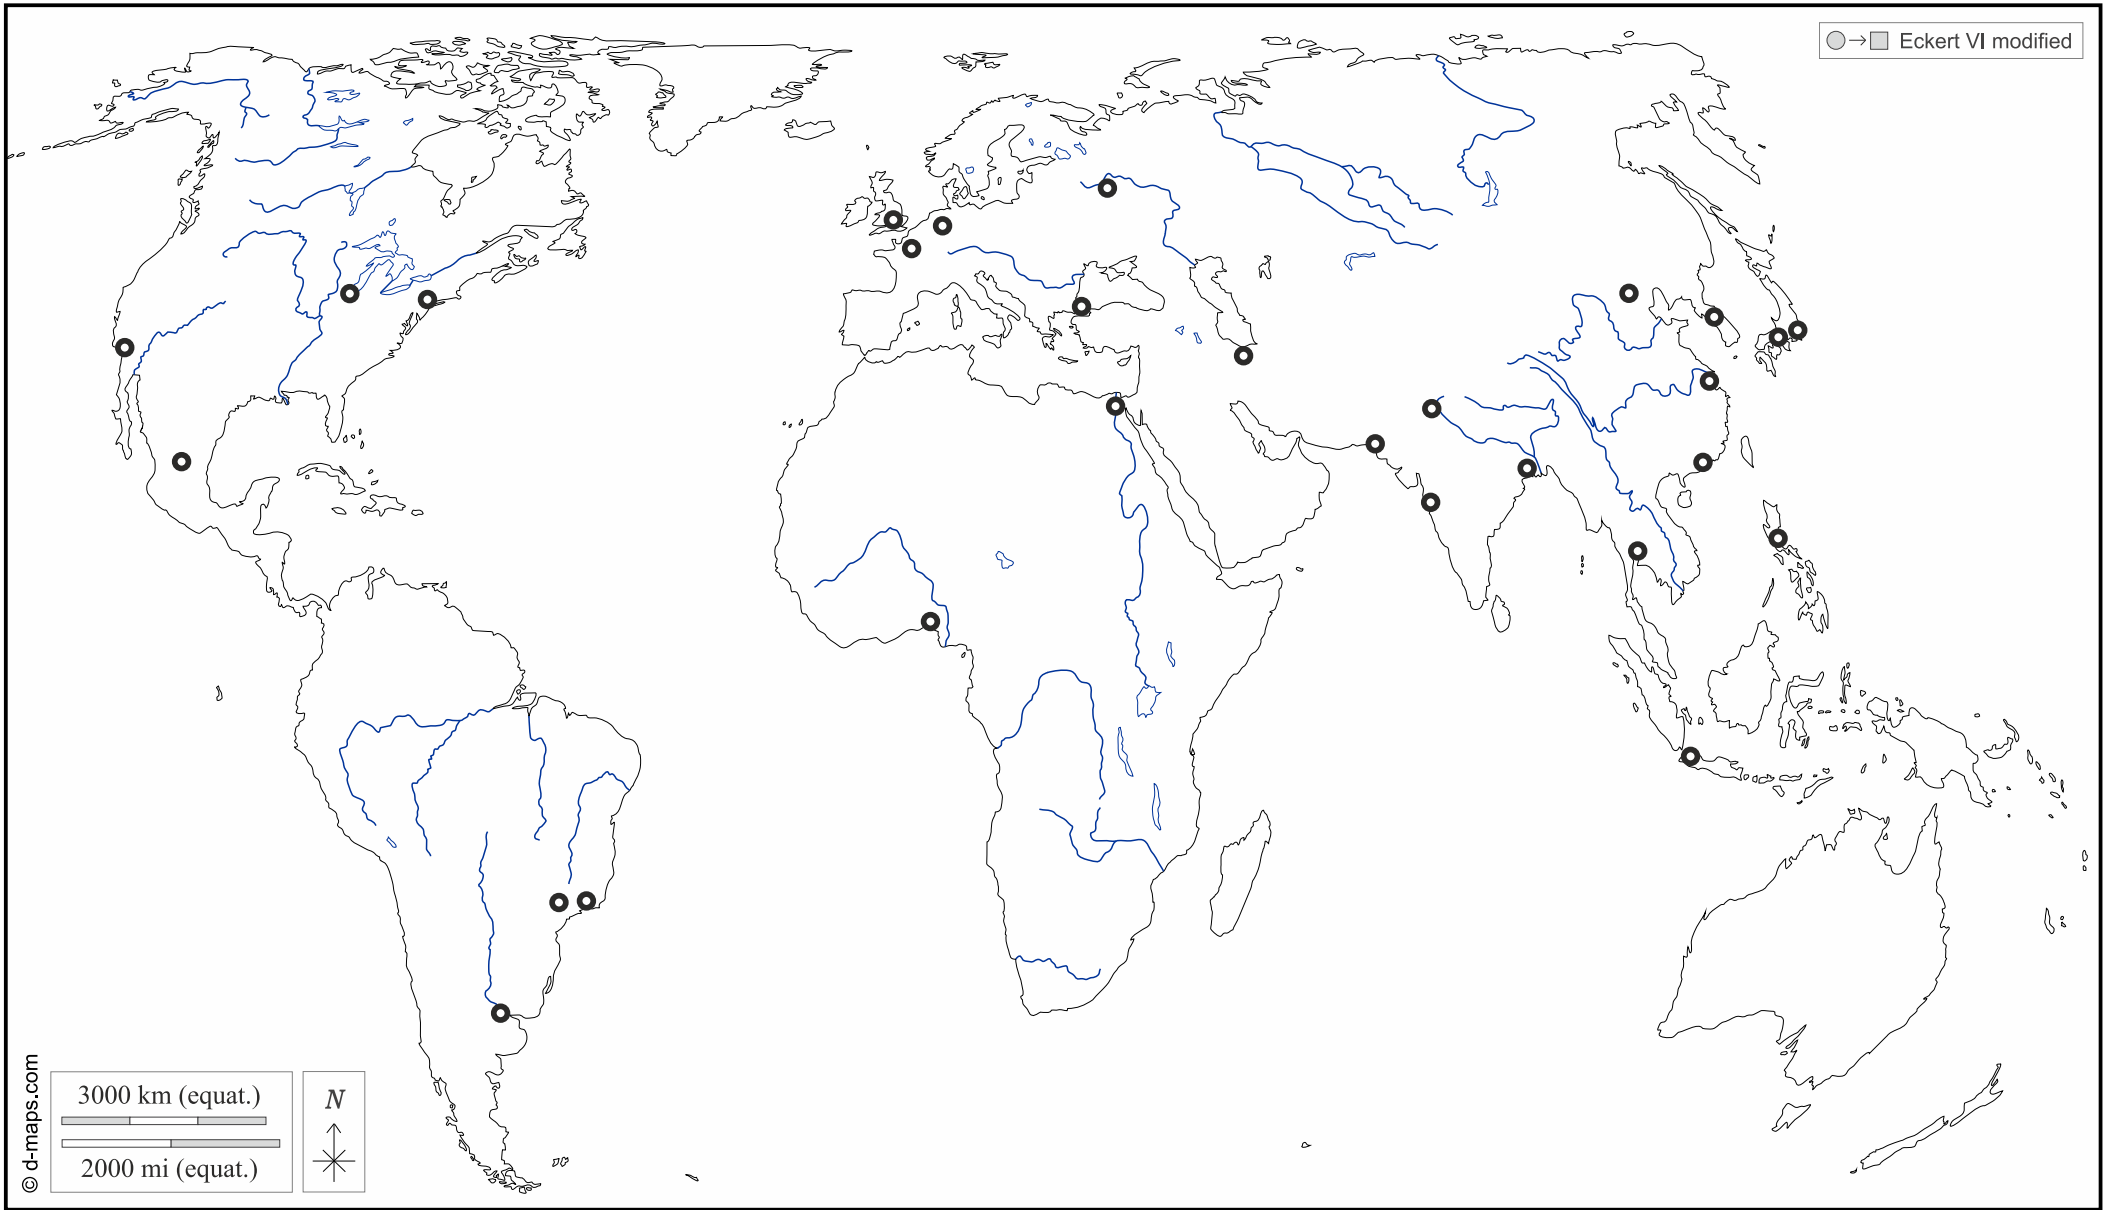 Eckert VI modified
3000 km (equat.)
2000 mi (equat.)
N
© d-maps.com